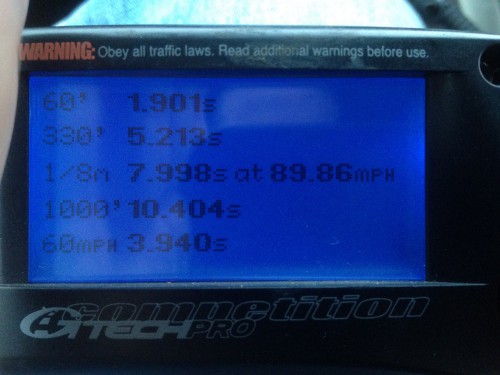 WARNING: Obey all traffic laws. Read additional warnings before use.
60' 1.901s
330' 5.213s
1/8m 7.998s at 89.86MPH
1000' 10.404s
60MPH 3.940s
competition
GTECHPRO